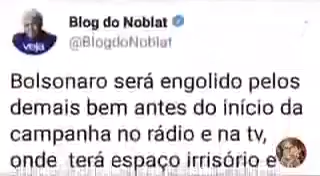 Blog do Noblat
veja
@BlogdoNoblat
Bolsonaro será engolido pelos
demais bem antes do início da
campanha no rádio e na tv,
onde terá espaço irrisório e